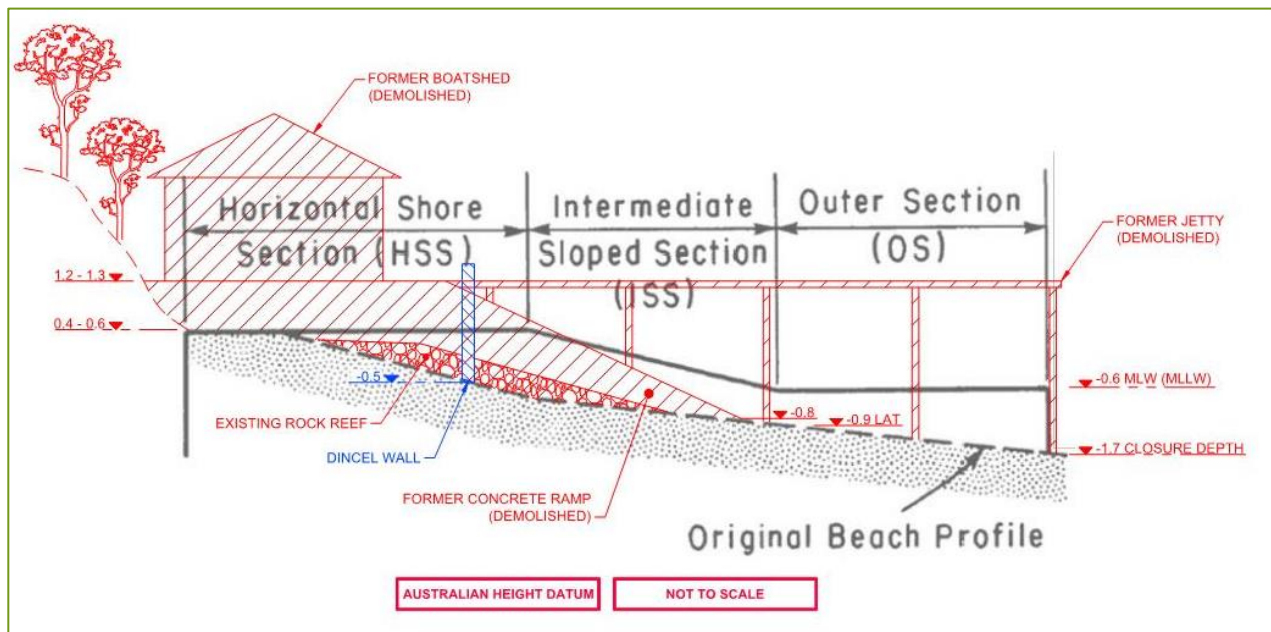 FORMER BOATSHED
(DEMOLISHED)
Horizontal Shore
Section (HSS)
Intermediate
Sloped Section
(ISS)
Outer Section
(OS)
FORMER JETTY
(DEMOLISHED)
1.2 - 1.3
0.4 - 0.6
-0.5
-0.6 MLW (MLLW)
-0.8
-0.9 LAT
EXISTING ROCK REEF
-1.7 CLOSURE DEPTH
DINCEL WALL
FORMER CONCRETE RAMP
(DEMOLISHED)
Original Beach Profile
AUSTRALIAN HEIGHT DATUM
NOT TO SCALE